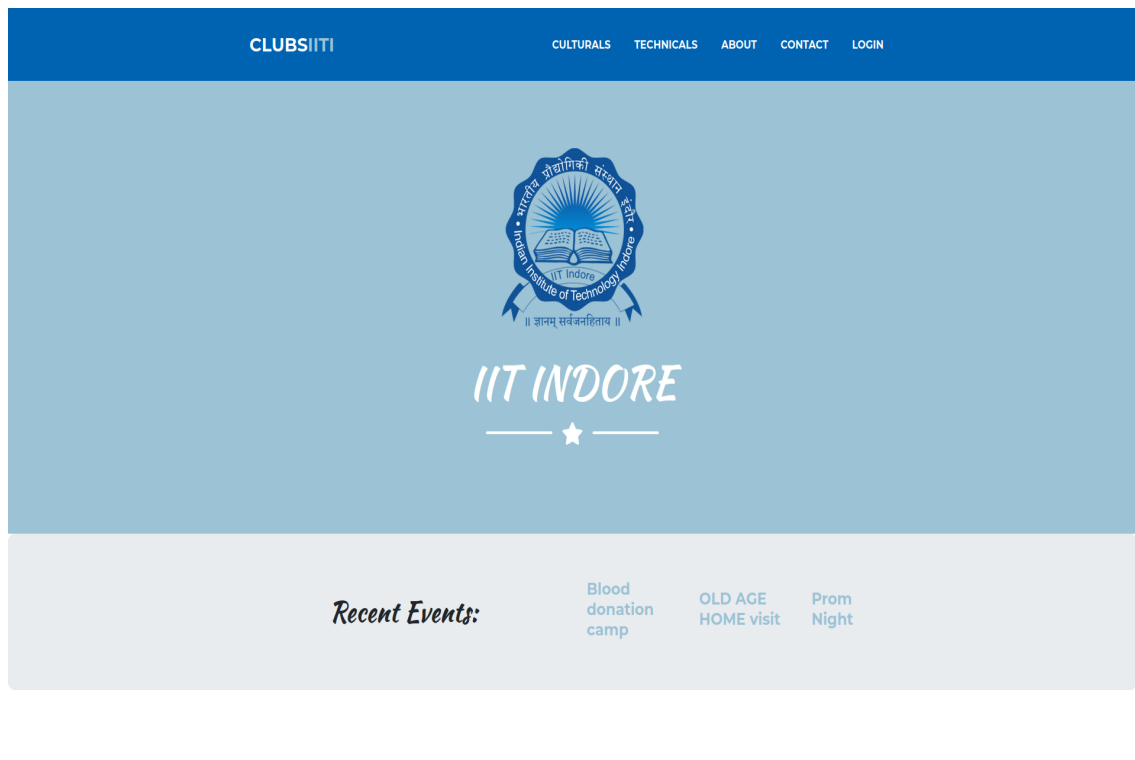 CLUBSIITI
CULTURALS TECHNICALS ABOUT CONTACT LOGIN
• भारतीय प्रौद्योगिकी संस्थान इंदौर •
Indian Institute of Technology Indore
IIT Indore
॥ ज्ञानम् सर्वजनहिताय ॥
IIT INDORE
Recent Events:
Blood
donation
camp
OLD AGE
HOME visit
Prom
Night